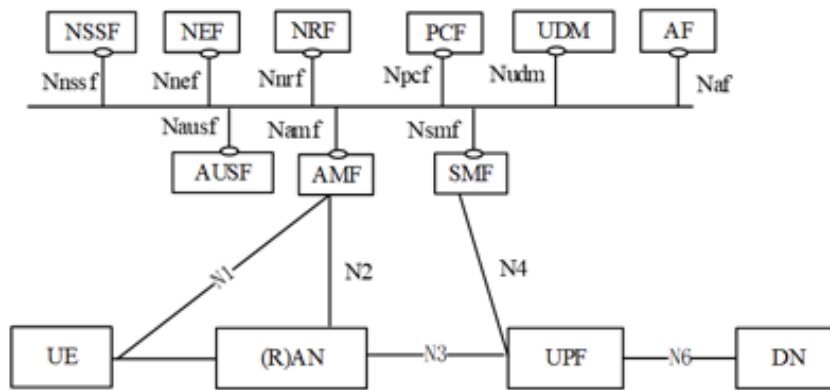 NSSF NEF NRF PCF UDM AF
Nnssf Nnef Nnrf Npcf Nudm Naf
Nausf Namf Nsmf
AUSF AMF SMF
N1 N2 N4
UE (R)AN N3 UPF N6 DN